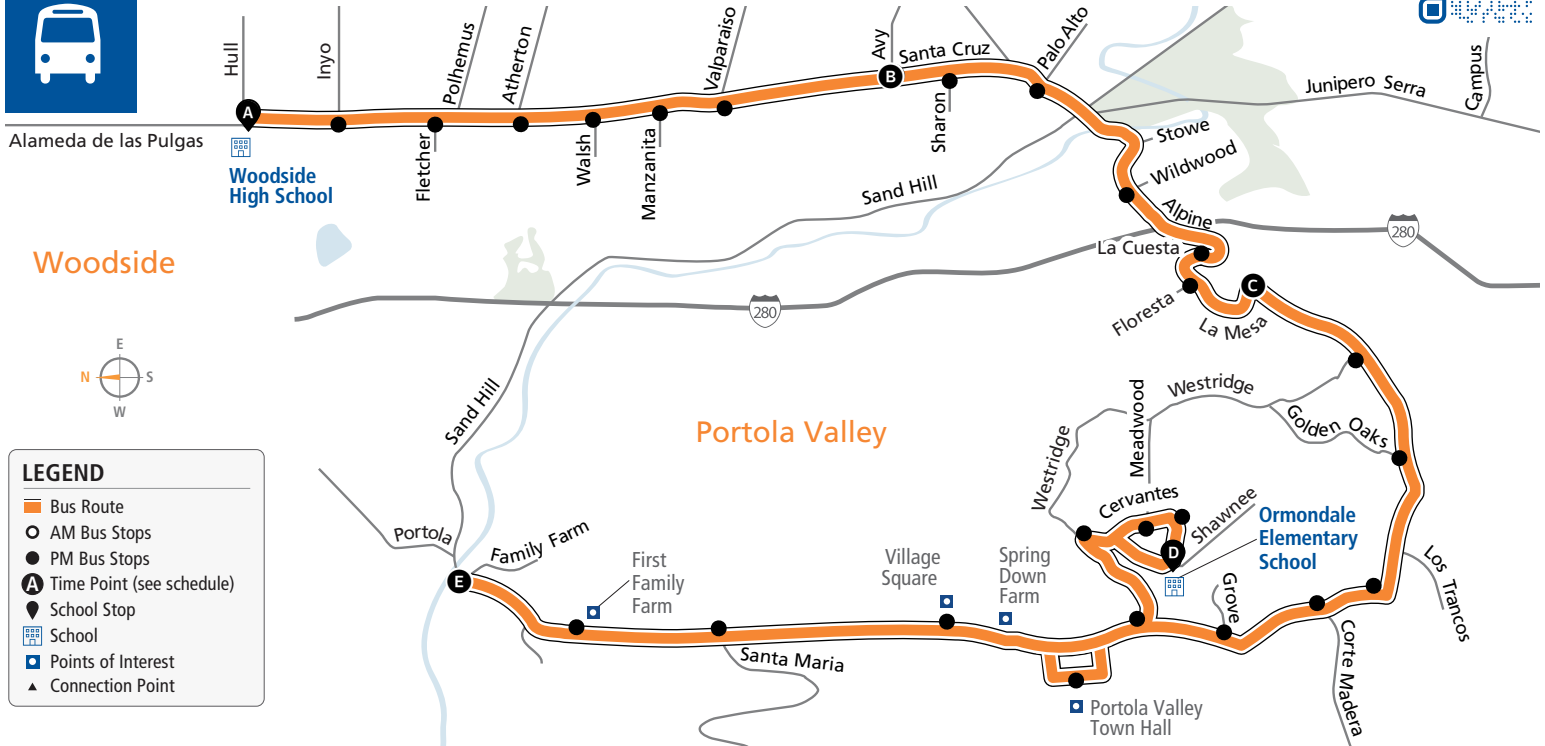 Hull
Inyo
Polhemus
Atherton
Valparaiso
Avy
Santa Cruz
Palo Alto
Junipero Serra
Campus
A
B
Alameda de las Pulgas
Woodside
High School
Fletcher
Walsh
Manzanita
Sharon
Stowe
Wildwood
Sand Hill
Alpine
La Cuesta
280
280
C
Floresta
La Mesa
Woodside
E
N
S
W
Sand Hill
Portola Valley
Westridge
Meadwood
Westridge
Golden Oaks
Cervantes
Shawnee
D
Ormondale
Elementary
School
Los Trancos
LEGEND
Bus Route
AM Bus Stops
PM Bus Stops
A Time Point (see schedule)
School Stop
School
Points of Interest
Connection Point
Portola
Family Farm
E
First
Family
Farm
Village
Square
Spring
Down
Farm
Grove
Corte Madera
Santa Maria
Portola Valley
Town Hall